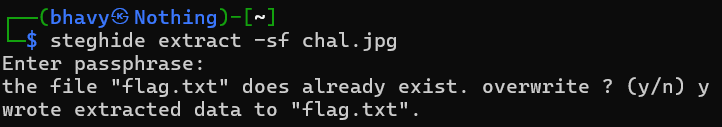 ┌──(bhavy㉿Nothing)-[~]
└─$ steghide extract -sf chal.jpg
Enter passphrase:
the file "flag.txt" does already exist. overwrite ? (y/n) y
wrote extracted data to "flag.txt".